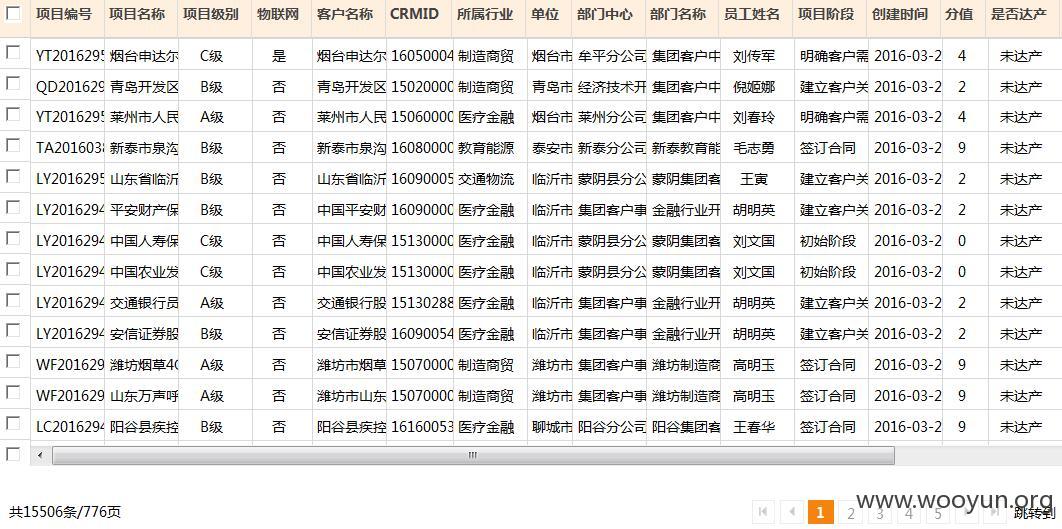 项目编号 项目名称 项目级别 物联网 客户名称 CRMID 所属行业 单位 部门中心 部门名称 员工姓名 项目阶段 创建时间 分值 是否达产
YT2016295 烟台申达尔 C级 是 烟台申达尔 16050004 制造商贸 烟台市 牟平分公司 集团客户中 刘传军 明确客户需 2016-03-2 4 未达产
QD201629 青岛开发区 B级 否 青岛开发区 15020000 制造商贸 青岛市 经济技术开 集团客户中 倪姬娜 建立客户关 2016-03-2 2 未达产
YT2016295 莱州市人民 A级 否 莱州市人民 15060000 医疗金融 烟台市 莱州分公司 集团客户中 刘春玲 明确客户需 2016-03-2 4 未达产
TA2016038 新泰市泉沟 B级 否 新泰市泉沟 16080000 教育能源 泰安市 新泰分公司 新泰教育能 毛志勇 签订合同 2016-03-2 9 未达产
LY2016295 山东省临沂 B级 否 山东省临沂 16090005 交通物流 临沂市 蒙阴县分公 蒙阴集团客 王寅 建立客户关 2016-03-2 2 未达产
LY2016294 平安财产保 B级 否 中国平安财 16090000 医疗金融 临沂市 集团客户事 金融行业开 胡明英 建立客户关 2016-03-2 2 未达产
LY2016294 中国人寿保 C级 否 中国人寿保 15130000 医疗金融 临沂市 蒙阴县分公 蒙阴集团客 刘文国 初始阶段 2016-03-2 0 未达产
LY2016294 中国农业发 C级 否 中国农业发 15130000 医疗金融 临沂市 蒙阴县分公 蒙阴集团客 刘文国 初始阶段 2016-03-2 0 未达产
LY2016294 交通银行员 A级 否 交通银行股 15130288 医疗金融 临沂市 集团客户事 金融行业开 胡明英 建立客户关 2016-03-2 2 未达产
LY2016294 安信证券股 B级 否 安信证券股 16090054 医疗金融 临沂市 集团客户事 金融行业开 胡明英 建立客户关 2016-03-2 2 未达产
WF201629 潍坊烟草4G A级 否 潍坊市烟草 15070000 制造商贸 潍坊市 集团客户事 潍坊制造商 高明玉 签订合同 2016-03-2 9 未达产
WF201629 山东万声呼 A级 否 潍坊市山东 15070000 制造商贸 潍坊市 集团客户事 潍坊制造商 高明玉 签订合同 2016-03-2 9 未达产
LC2016294 阳谷县疾控 B级 否 阳谷县疾控 16160053 医疗金融 聊城市 阳谷分公司 阳谷集团客 王春华 签订合同 2016-03-2 9 未达产
共15506条/776页 1 2 3 4 5 跳转到
www.wooyun.org